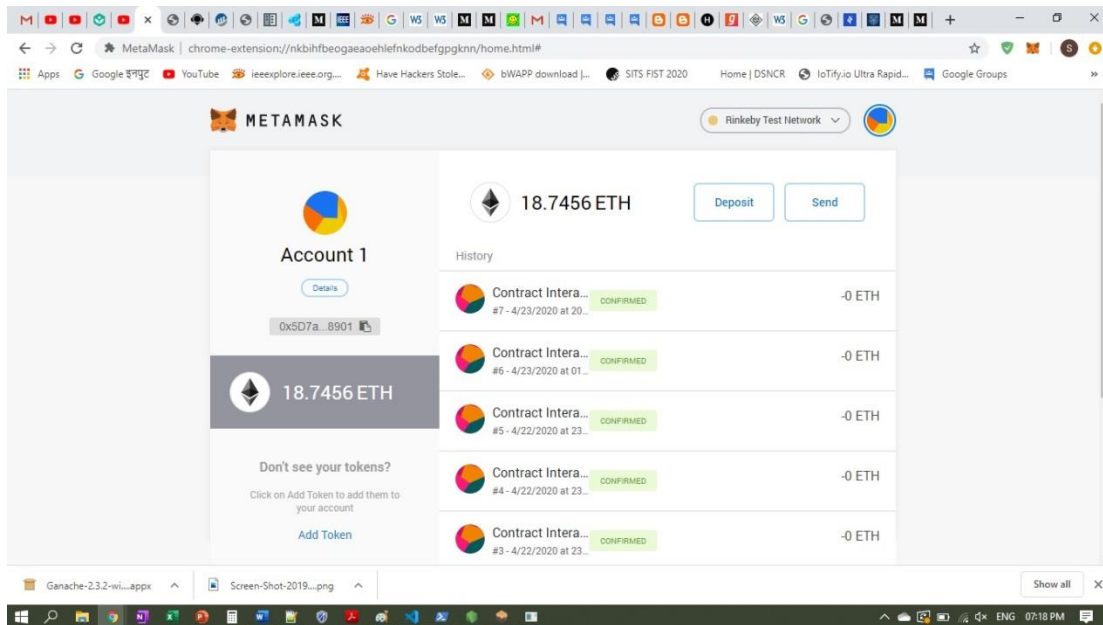 MetaMask | chrome-extension://nkbihfbeogaeaoehlefnkodbefgpgknn/home.html#
Apps Google इनपुट YouTube ieeexplore.ieee.org.... Have Hackers Stole... bWAPP download |... SITS FIST 2020 Home | DSNCR IoTify.io Ultra Rapid... Google Groups »
METAMASK
Rinkeby Test Network
Account 1
Details
0x5D7a...8901
18.7456 ETH
Don't see your tokens?
Click on Add Token to add them to
your account
Add Token
18.7456 ETH
Deposit
Send
History
Contract Intera... CONFIRMED -0 ETH
#7 - 4/23/2020 at 20...
Contract Intera... CONFIRMED -0 ETH
#6 - 4/23/2020 at 01...
Contract Intera... CONFIRMED -0 ETH
#5 - 4/22/2020 at 23...
Contract Intera... CONFIRMED -0 ETH
#4 - 4/22/2020 at 23...
Contract Intera... CONFIRMED -0 ETH
#3 - 4/22/2020 at 23...
Ganache-2.3.2-wi....appx Screen-Shot-2019....png Show all
ENG 07:18 PM